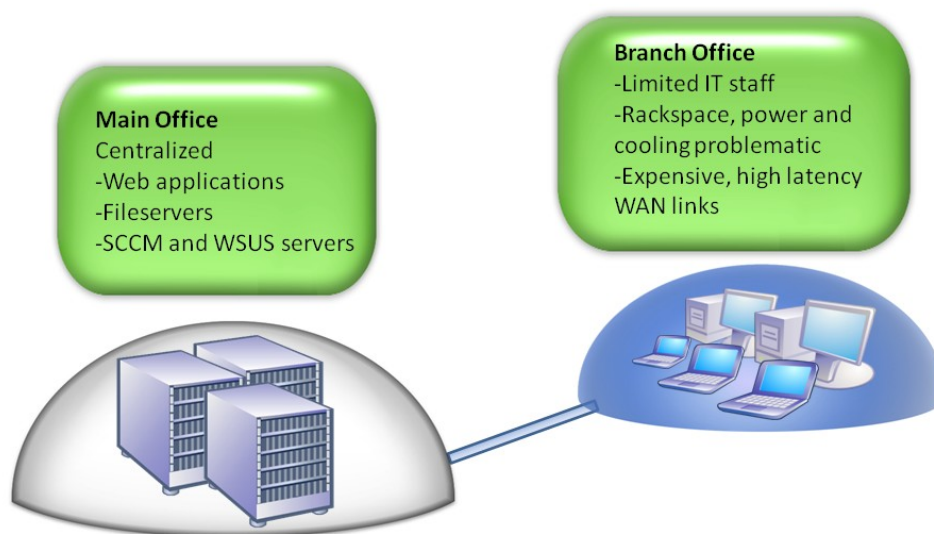 Main Office
Centralized
-Web applications
-Fileservers
-SCCM and WSUS servers
Branch Office
-Limited IT staff
-Rackspace, power and
cooling problematic
-Expensive, high latency
WAN links